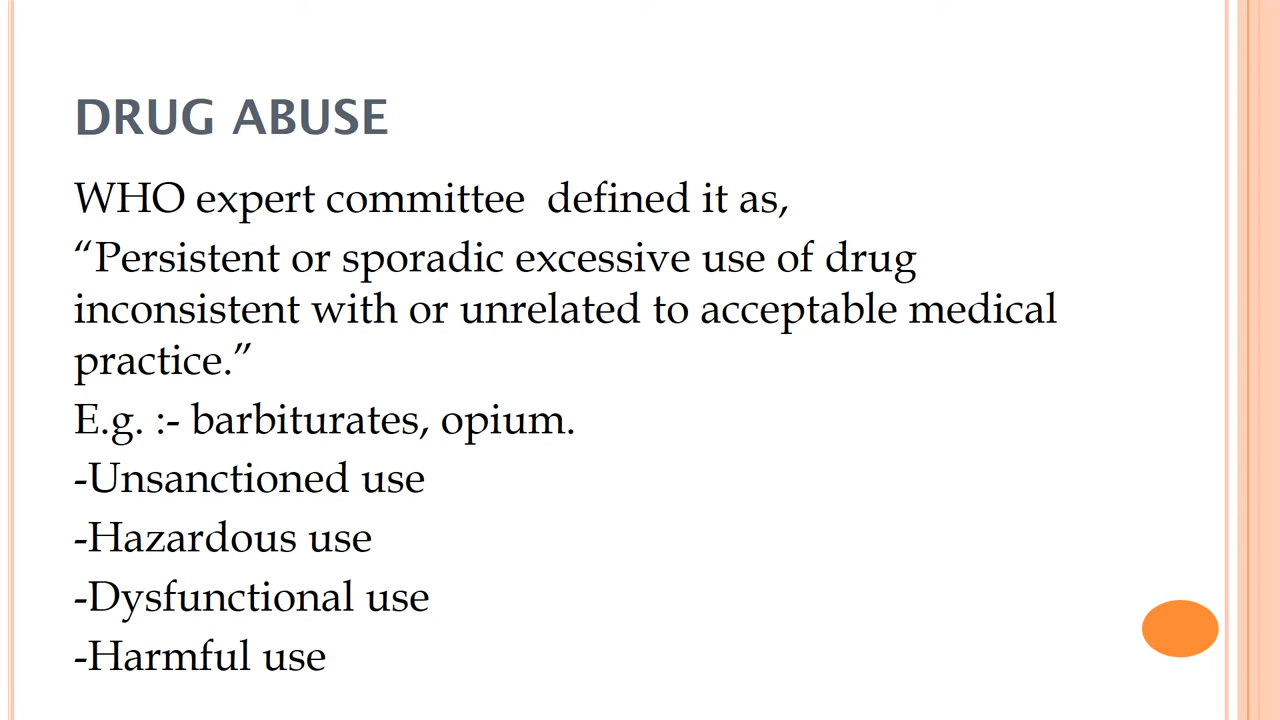 DRUG ABUSE
WHO expert committee  defined it as,
“Persistent or sporadic excessive use of drug
inconsistent with or unrelated to acceptable medical
practice.”
E.g. :- barbiturates, opium.
-Unsanctioned use
-Hazardous use
-Dysfunctional use
-Harmful use